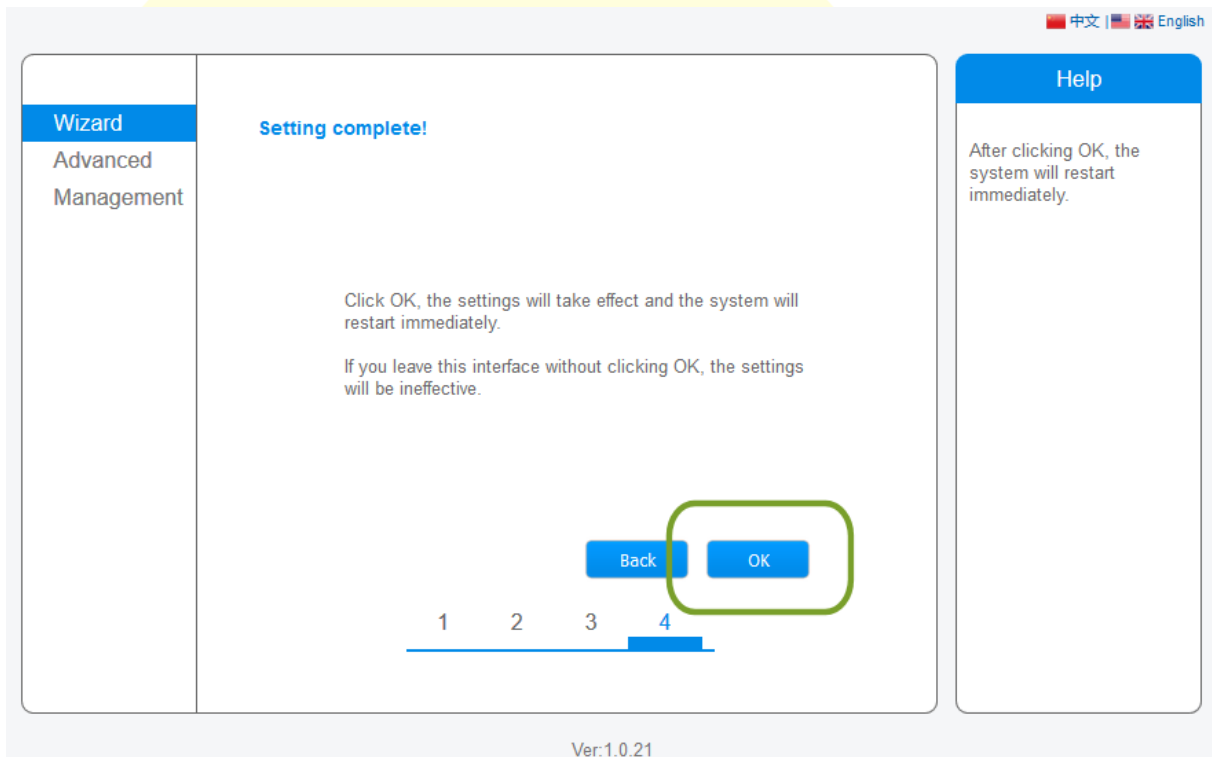 中文 | English
Help
Wizard
Advanced
Management
Setting complete!
After clicking OK, the
system will restart
immediately.
Click OK, the settings will take effect and the system will
restart immediately.
If you leave this interface without clicking OK, the settings
will be ineffective.
Back OK
1 2 3 4
Ver:1.0.21